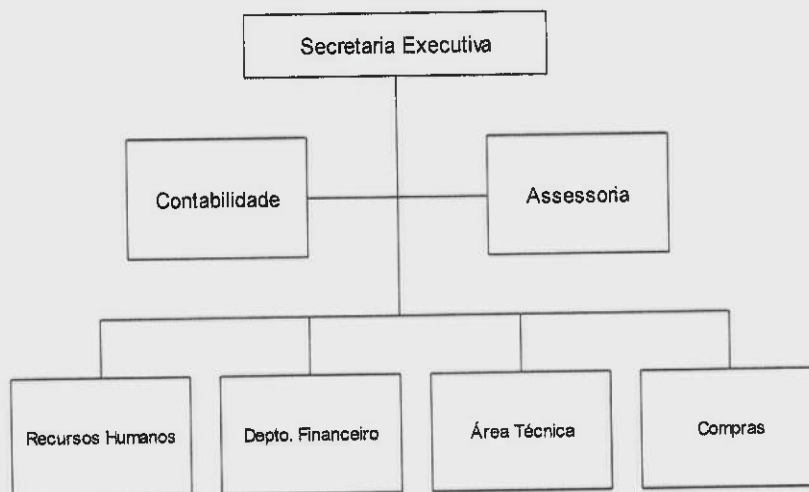 Secretaria Executiva
Contabilidade
Assessoria
Recursos Humanos
Depto. Financeiro
Área Técnica
Compras